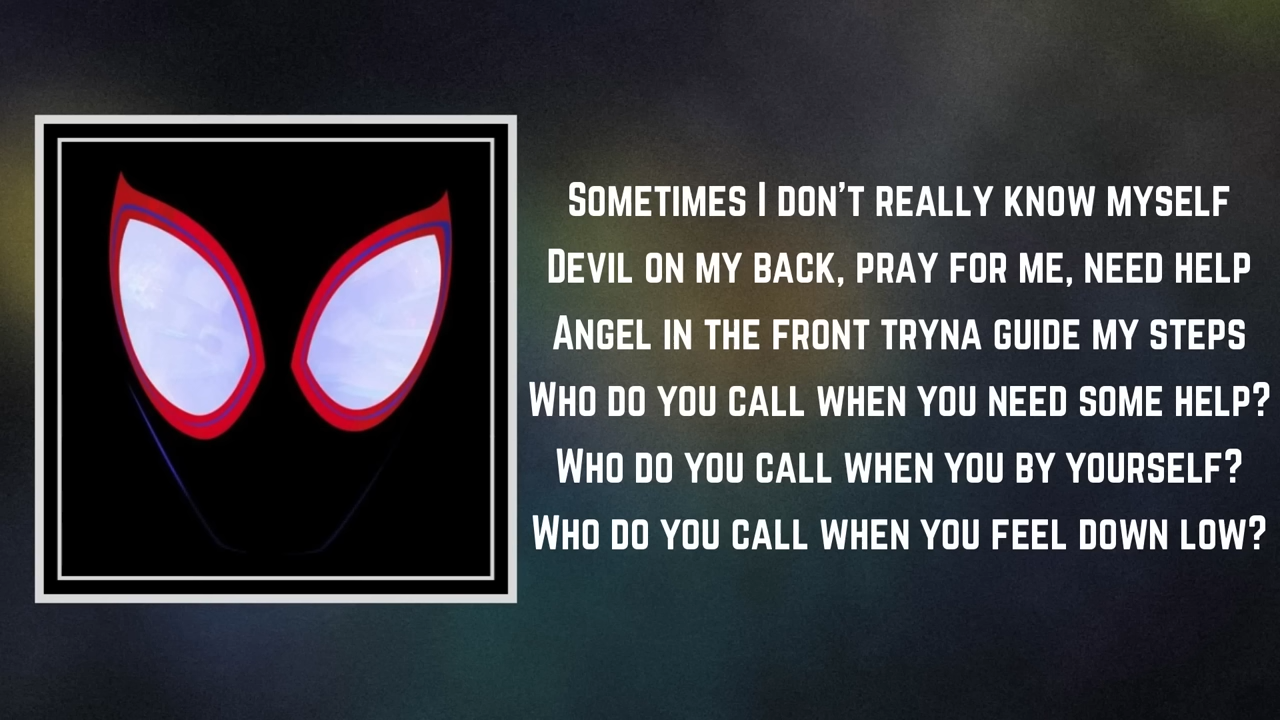 Sometimes I don't really know myself
Devil on my back, pray for me, need help
Angel in the front tryna guide my steps
Who do you call when you need some help?
Who do you call when you by yourself?
Who do you call when you feel down low?